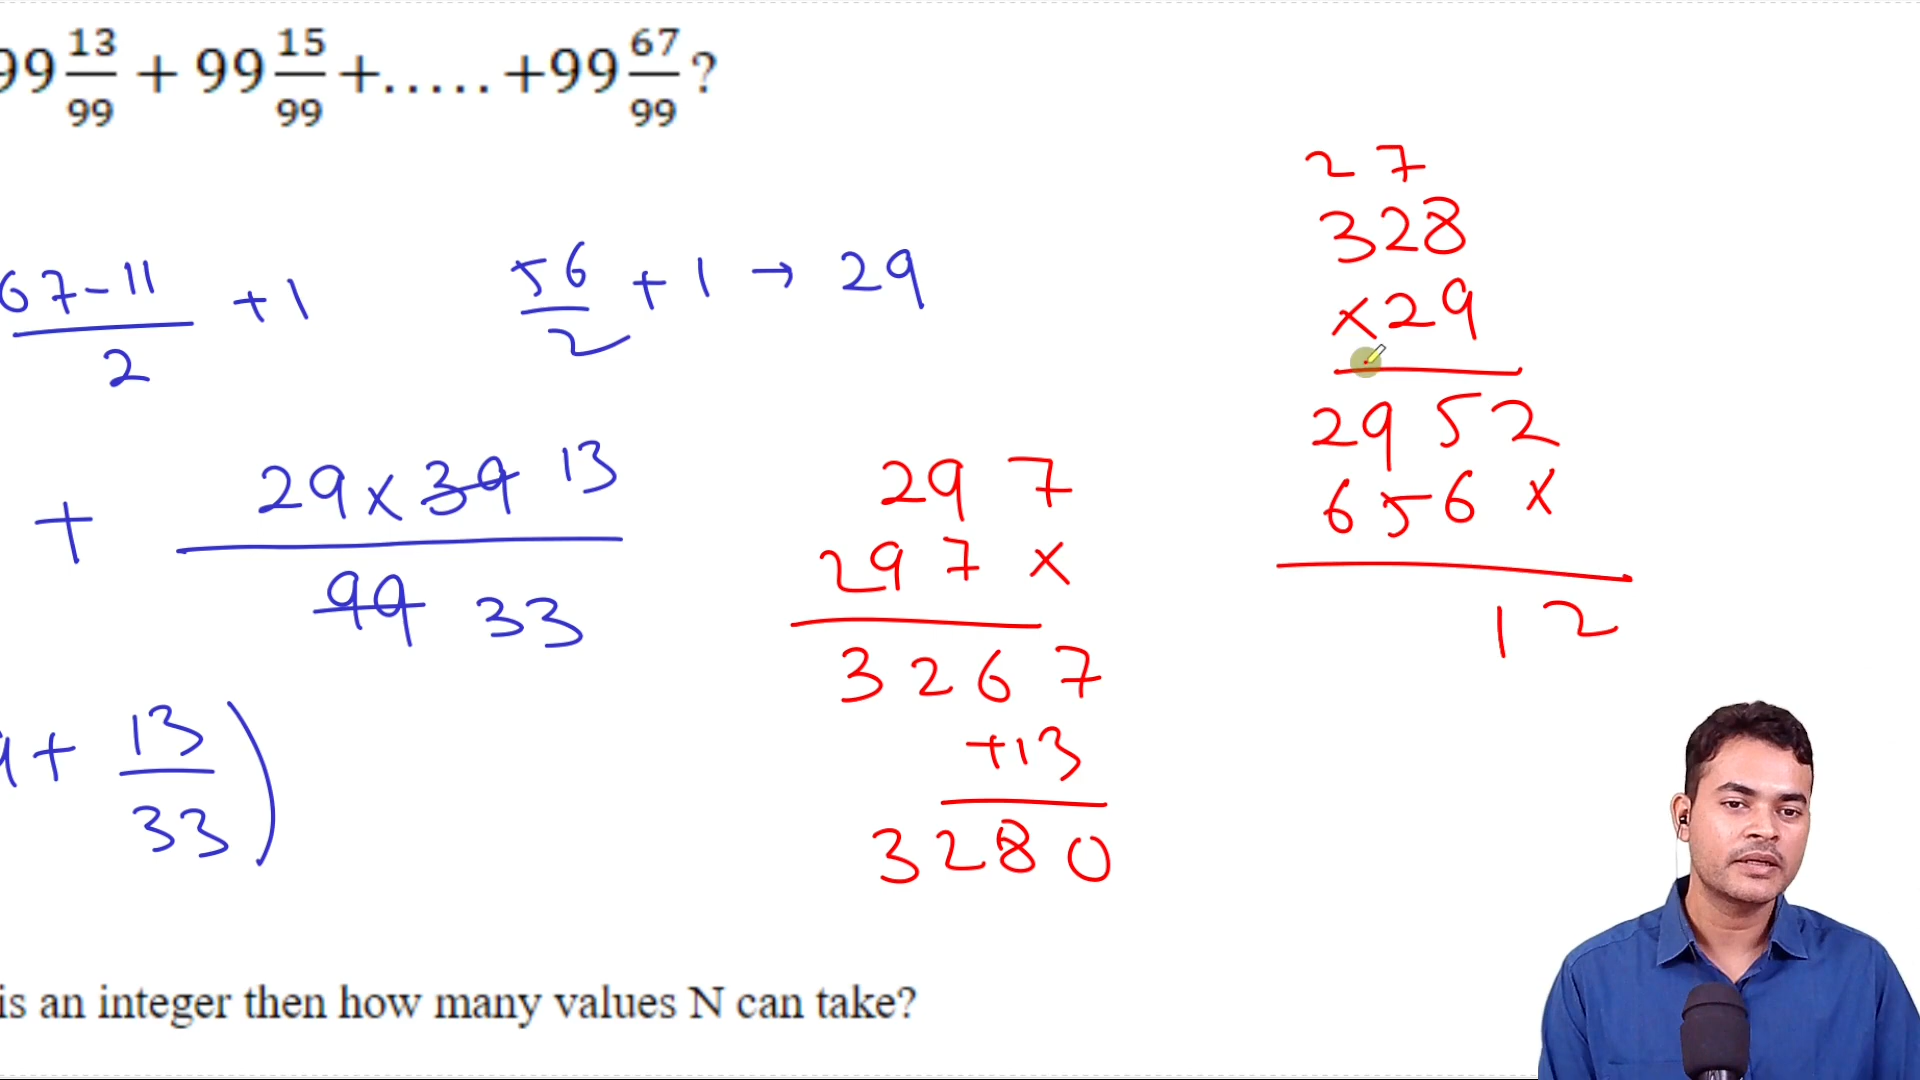 99 13/99 + 99 15/99 +.....+99 67/99?
67-11/2 +1
56/2 +1 → 29
+ 29 x 39 13 / 99 33
+ 13/33 )
297
297 x
3267
+13
3280
27
328
x29
2952
656 x
12
is an integer then how many values N can take?